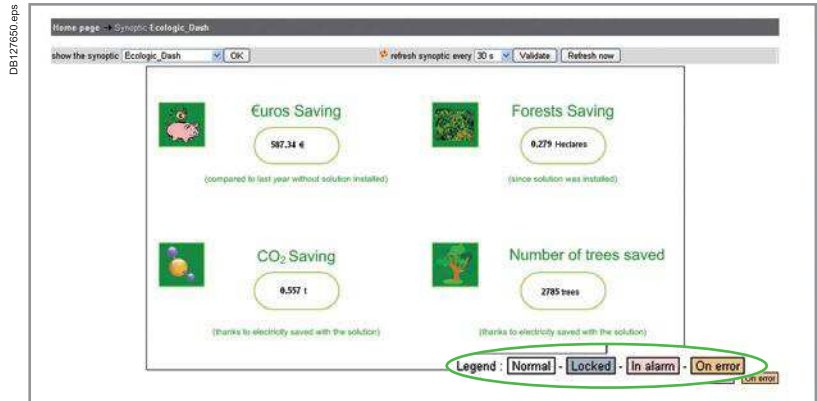 DB127650.eps
Home page → Synoptic Ecologic_Dash
show the synoptic Ecologic_Dash OK refresh synoptic every 30 s Validate Refresh now
€uros Saving
587.34 €
(compared to last year without solution installed)
Forests Saving
0.279 Hectares
(since solution was installed)
CO₂ Saving
0.557 t
(thanks to electricity saved with the solution)
Number of trees saved
2785 trees
(thanks to electricity saved with the solution)
Legend : Normal - Locked - In alarm - On error
On error